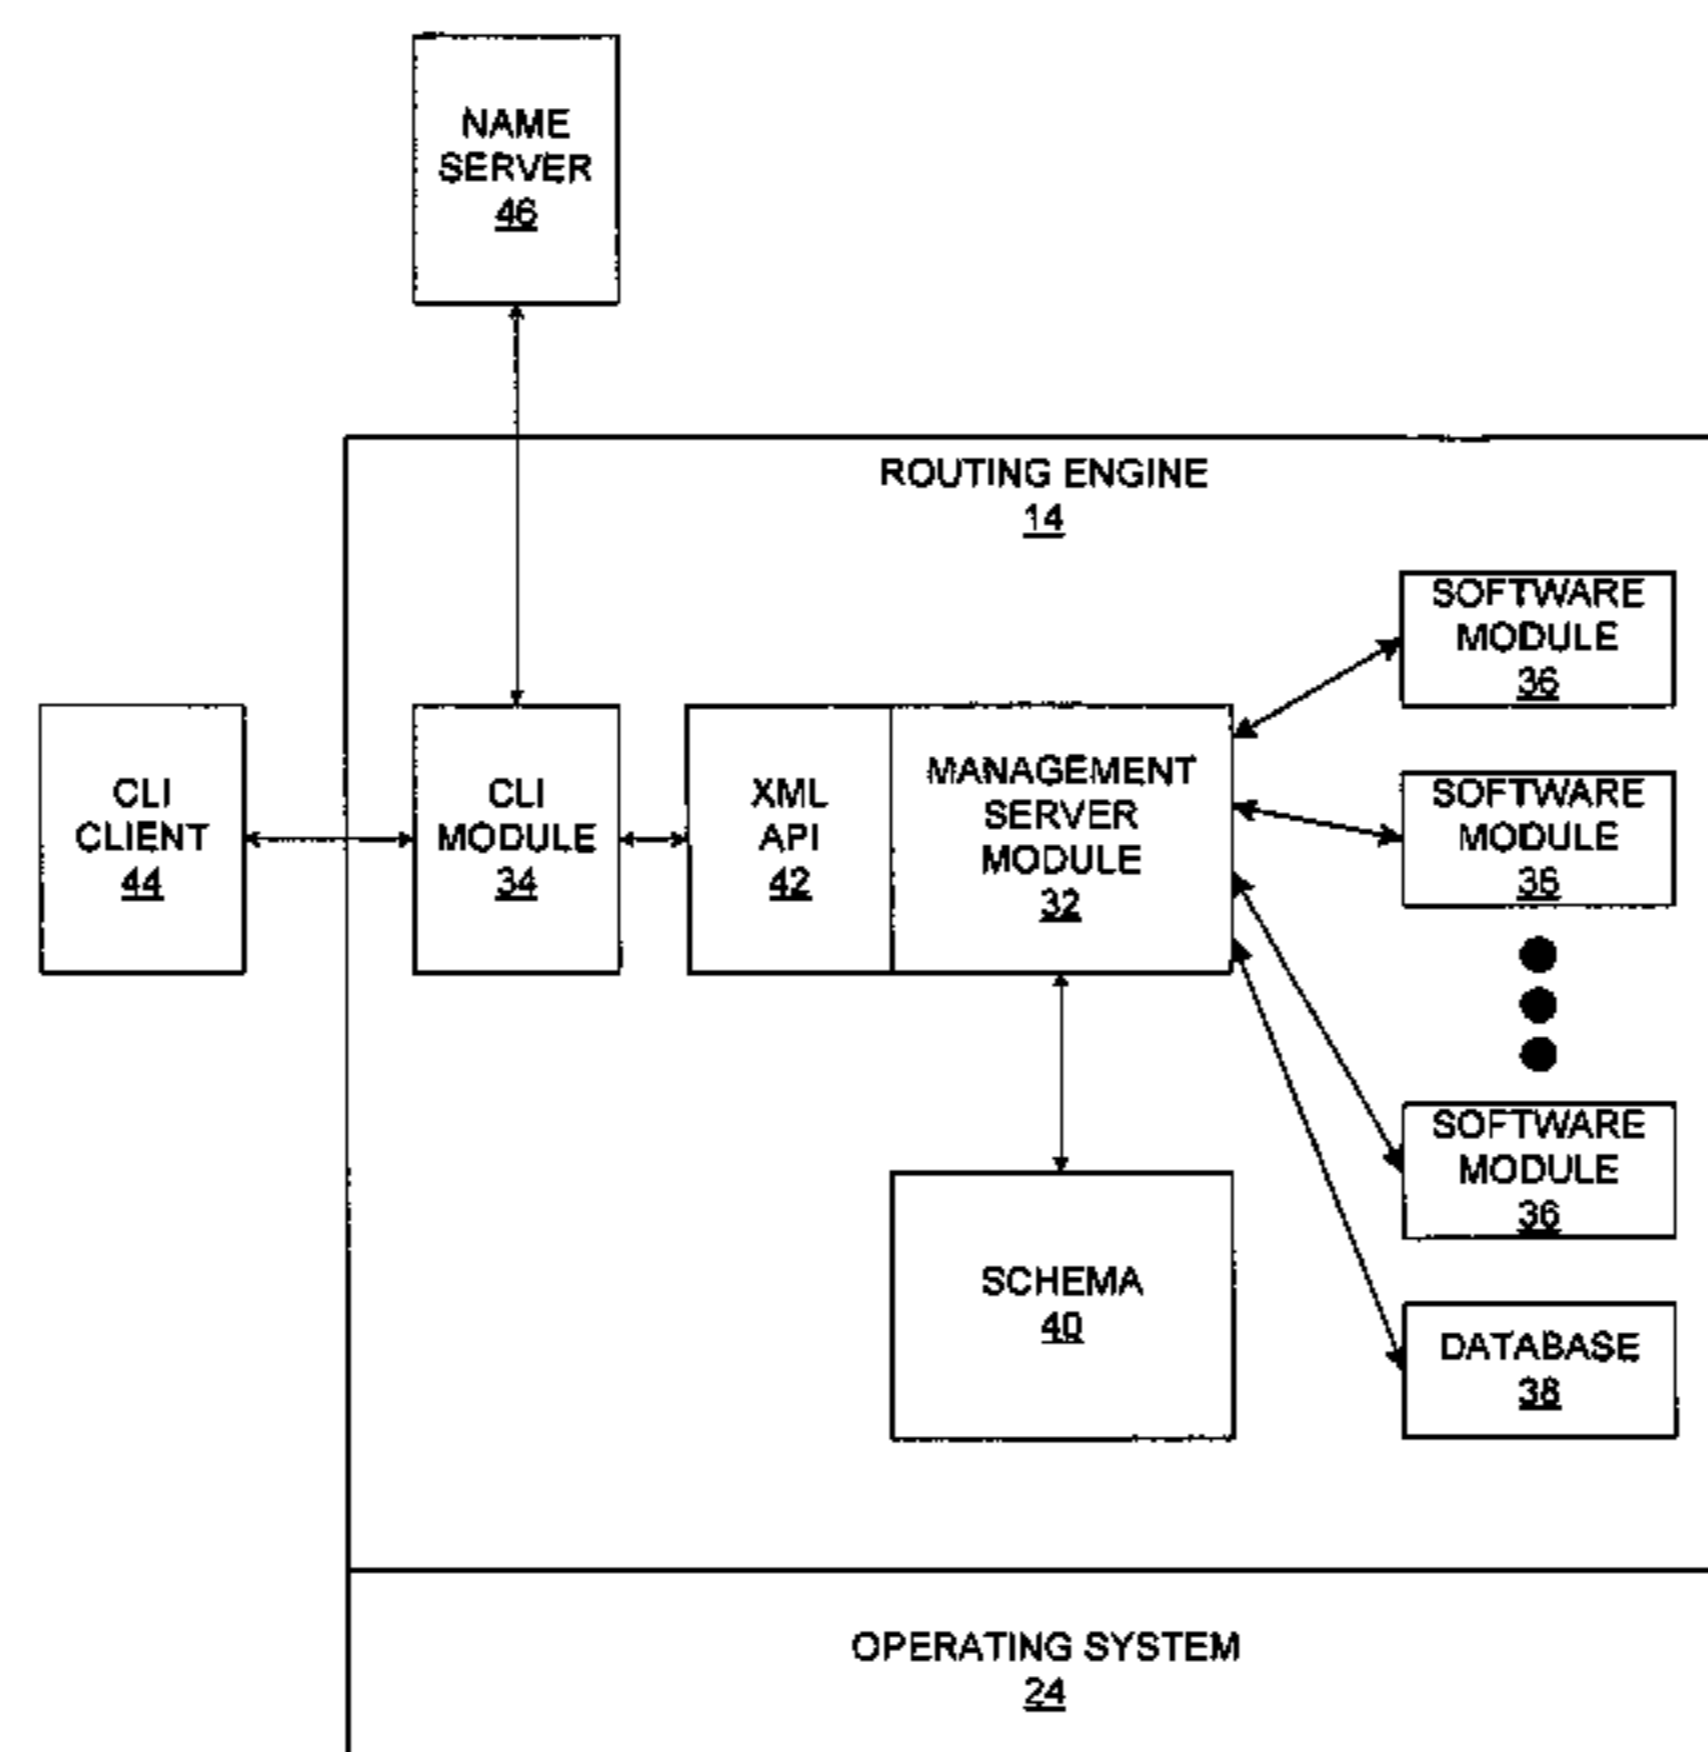 NAME
SERVER
46
ROUTING ENGINE
14
SOFTWARE
MODULE
36
CLI
CLIENT
44
CLI
MODULE
34
XML
API
42
MANAGEMENT
SERVER
MODULE
32
SOFTWARE
MODULE
36
SOFTWARE
MODULE
36
SCHEMA
40
DATABASE
38
OPERATING SYSTEM
24